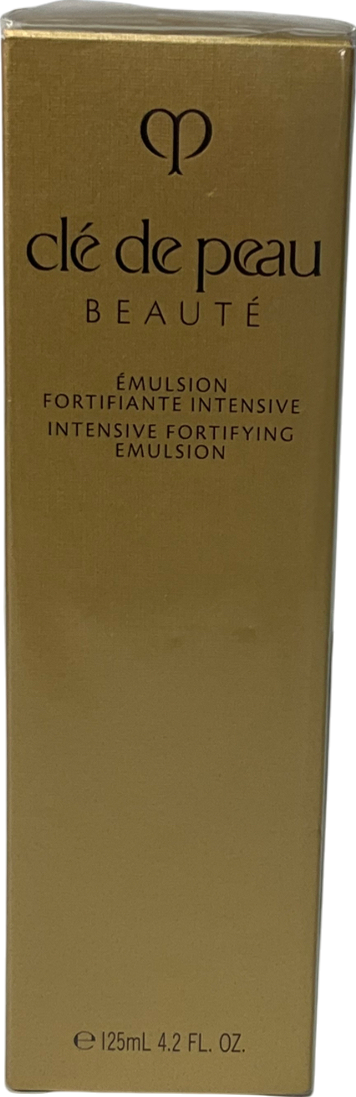 clé de peau
BEAUTÉ
ÉMULSION
FORTIFIANTE INTENSIVE
INTENSIVE FORTIFYING
EMULSION
℮ 125mL 4.2 FL. OZ.